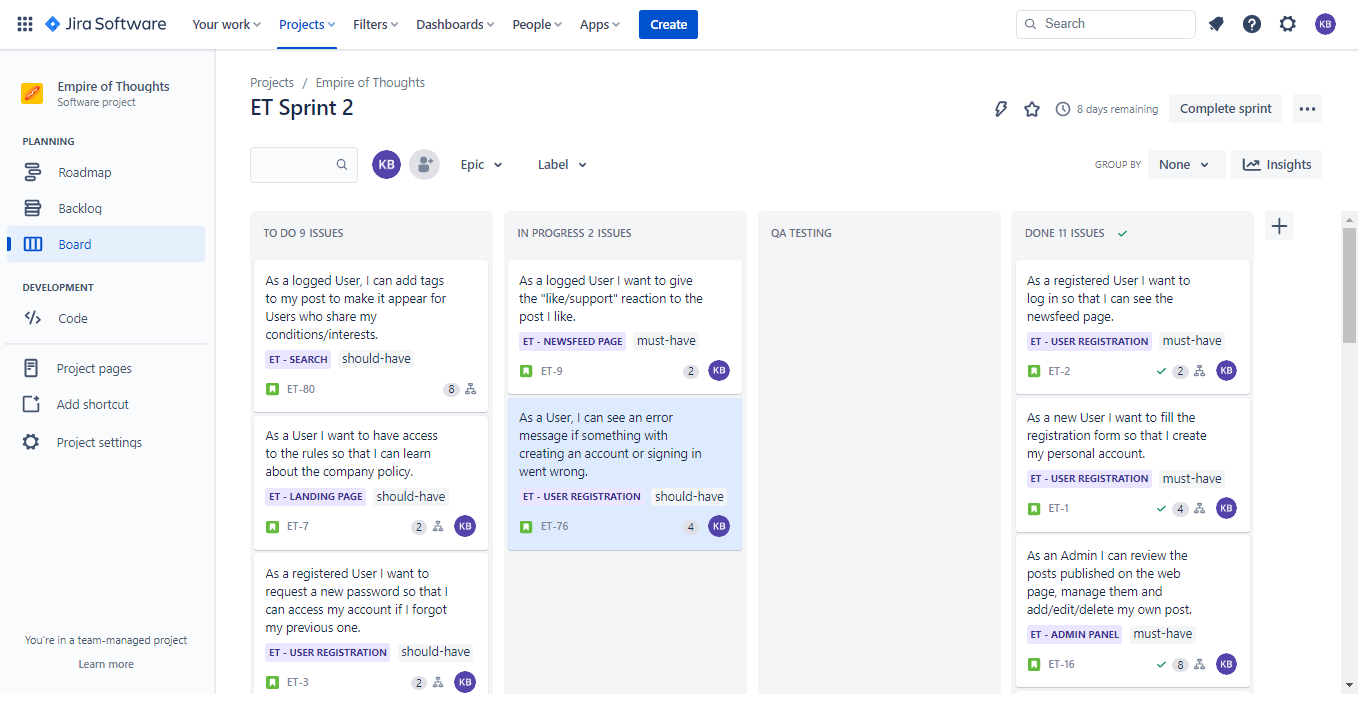 Jira Software Your work Projects Filters Dashboards People Apps Create Search KB
Empire of Thoughts
Software project
PLANNING
Roadmap
Backlog
Board
DEVELOPMENT
Code
Project pages
Add shortcut
Project settings
You're in a team-managed project
Learn more
Projects / Empire of Thoughts
ET Sprint 2
8 days remaining Complete sprint
KB Epic Label GROUP BY None Insights
TO DO 9 ISSUES
As a logged User, I can add tags
to my post to make it appear for
Users who share my
conditions/interests.
ET - SEARCH should-have
ET-80 8
As a User I want to have access
to the rules so that I can learn
about the company policy.
ET - LANDING PAGE should-have
ET-7 2 KB
As a registered User I want to
request a new password so that I
can access my account if I forgot
my previous one.
ET - USER REGISTRATION should-have
ET-3 2 KB
IN PROGRESS 2 ISSUES
As a logged User I want to give
the "like/support" reaction to the
post I like.
ET - NEWSFEED PAGE must-have
ET-9 2 KB
As a User, I can see an error
message if something with
creating an account or signing in
went wrong.
ET - USER REGISTRATION should-have
ET-76 4 KB
QA TESTING
DONE 11 ISSUES
As a registered User I want to
log in so that I can see the
newsfeed page.
ET - USER REGISTRATION must-have
ET-2 2 KB
As a new User I want to fill the
registration form so that I create
my personal account.
ET - USER REGISTRATION must-have
ET-1 4 KB
As an Admin I can review the
posts published on the web
page, manage them and
add/edit/delete my own post.
ET - ADMIN PANEL must-have
ET-16 8 KB